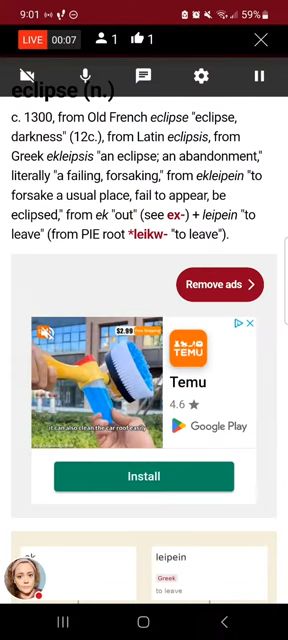 9:01
59%
LIVE
00:07
1
1
eclipse (n.)
c. 1300, from Old French eclipse "eclipse,
darkness" (12c.), from Latin eclipsis, from
Greek ekleipsis "an eclipse; an abandonment,"
literally "a failing, forsaking," from ekleipein "to
forsake a usual place, fail to appear, be
eclipsed," from ek "out" (see ex-) + leipein "to
leave" (from PIE root *leikw- "to leave").
Remove ads
$2.99
it can also clean the car roof easily
TEMU
Temu
4.6
Google Play
Install
leipein
Greek
to leave